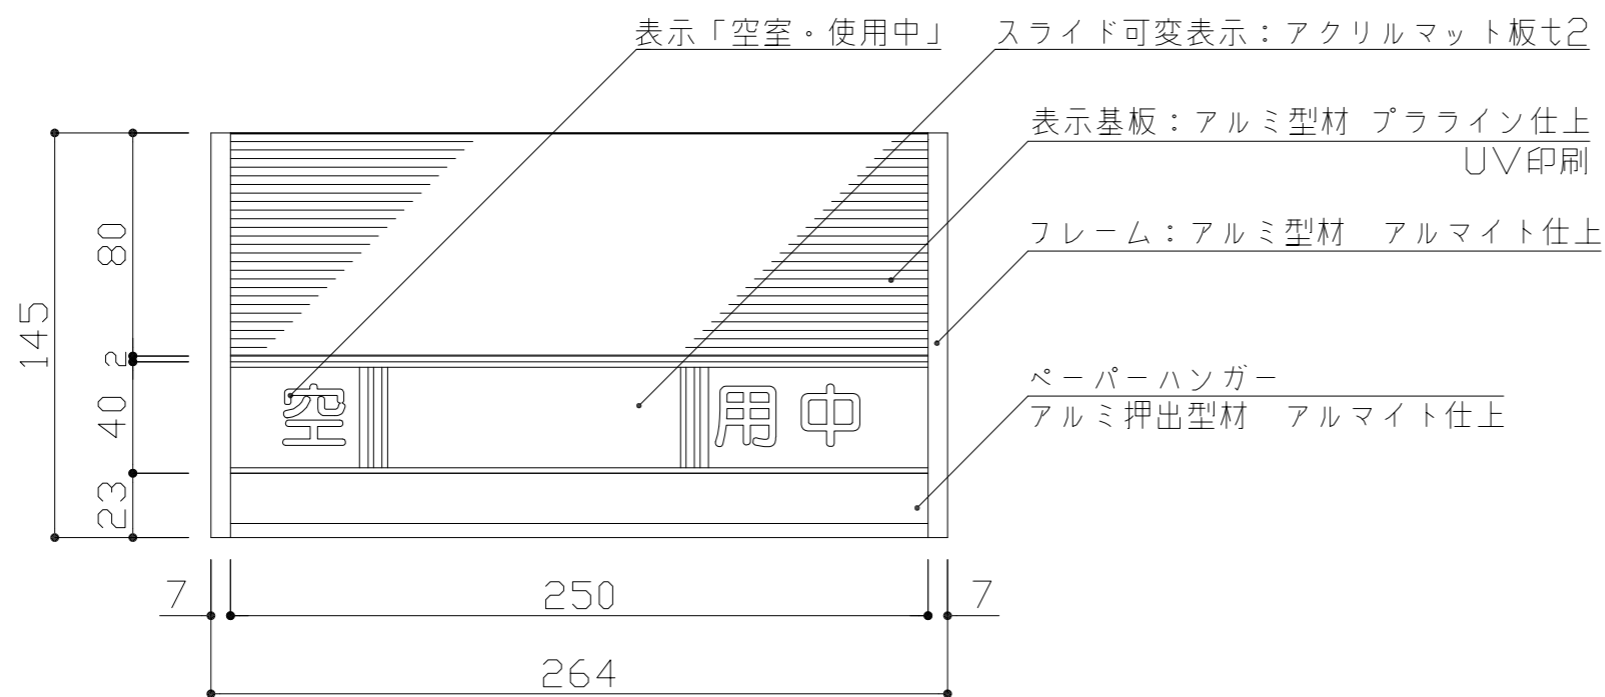 表示「空室・使用中」
スライド可変表示：アクリルマット板t2
表示基板：アルミ型材 プラライン仕上
UV印刷
フレーム：アルミ型材　アルマイト仕上
ペーパーハンガー
アルミ押出型材　アルマイト仕上
145
80
2
40
23
空
用中
7
250
7
264